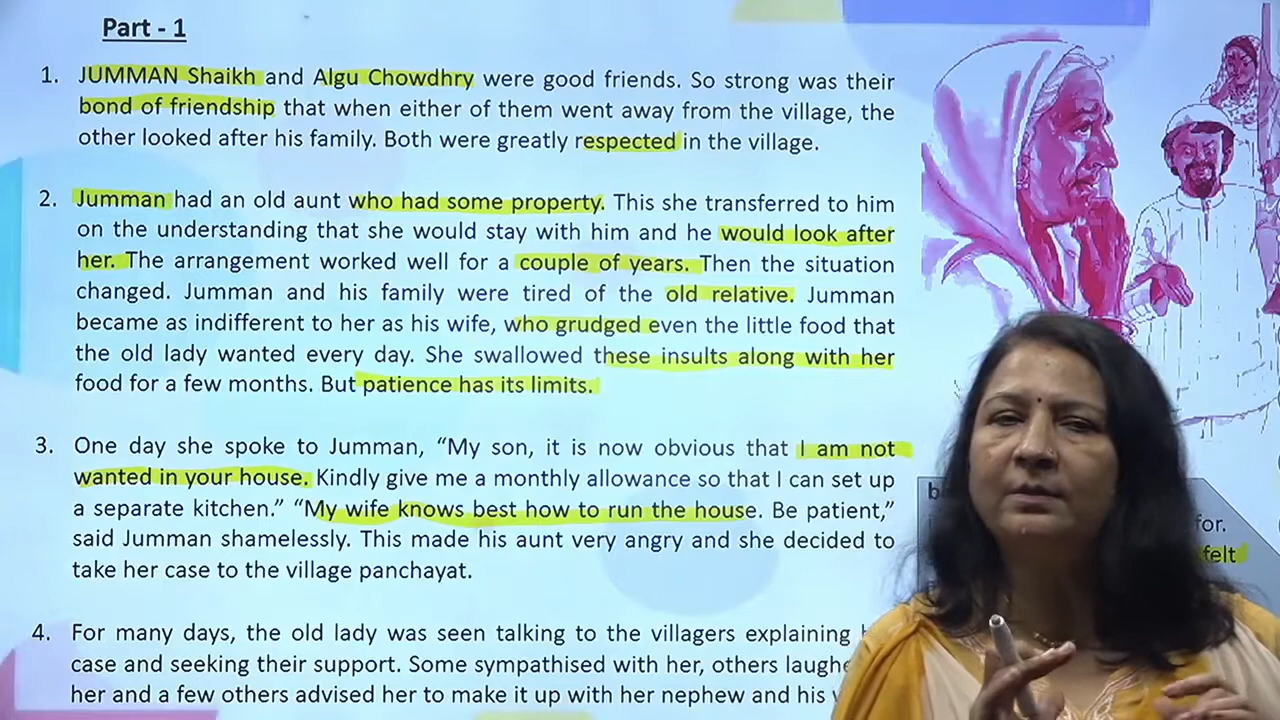 Part - 1
1. JUMMAN Shaikh and Algu Chowdhry were good friends. So strong was their
bond of friendship that when either of them went away from the village, the
other looked after his family. Both were greatly respected in the village.
2. Jumman had an old aunt who had some property. This she transferred to him
on the understanding that she would stay with him and he would look after
her. The arrangement worked well for a couple of years. Then the situation
changed. Jumman and his family were tired of the old relative. Jumman
became as indifferent to her as his wife, who grudged even the little food that
the old lady wanted every day. She swallowed these insults along with her
food for a few months. But patience has its limits.
3. One day she spoke to Jumman, “My son, it is now obvious that I am not
wanted in your house. Kindly give me a monthly allowance so that I can set up
a separate kitchen.” “My wife knows best how to run the house. Be patient,”
said Jumman shamelessly. This made his aunt very angry and she decided to
take her case to the village panchayat.
for.
felt
4. For many days, the old lady was seen talking to the villagers explaining
case and seeking their support. Some sympathised with her, others
her and a few others advised her to make it up with her nephew and his